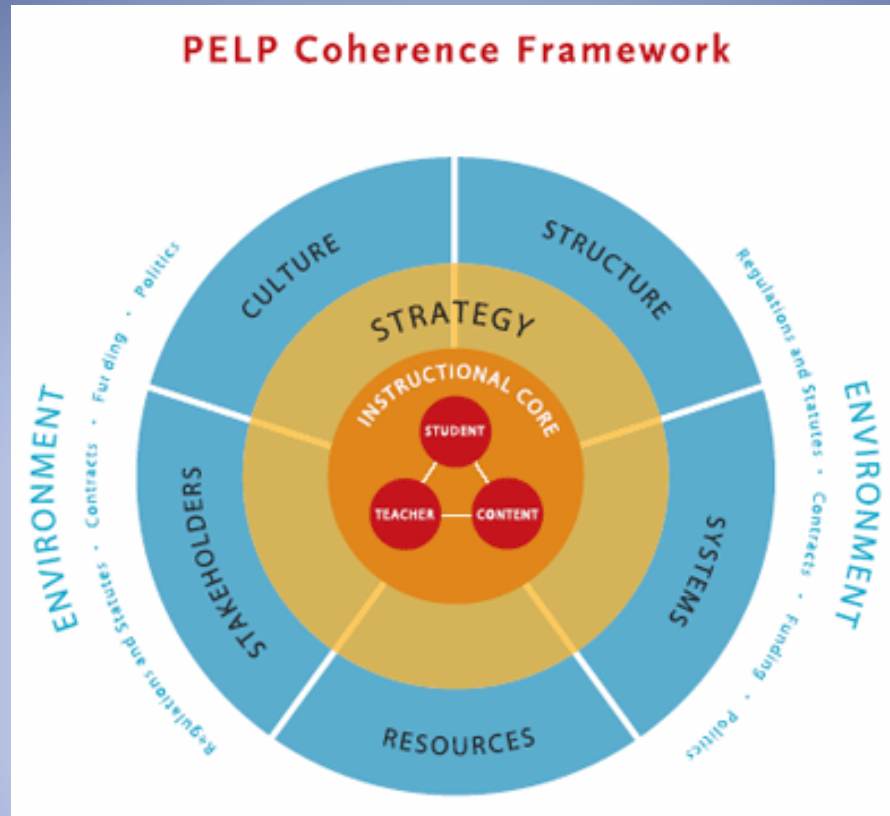 PELP Coherence Framework
CULTURE
STRUCTURE
STRATEGY
INSTRUCTIONAL CORE
STUDENT
TEACHER
CONTENT
STAKEHOLDERS
SYSTEMS
RESOURCES
ENVIRONMENT
Regulations and Statutes • Contracts • Funding • Politics
ENVIRONMENT
Regulations and Statutes • Contracts • Funding • Politics